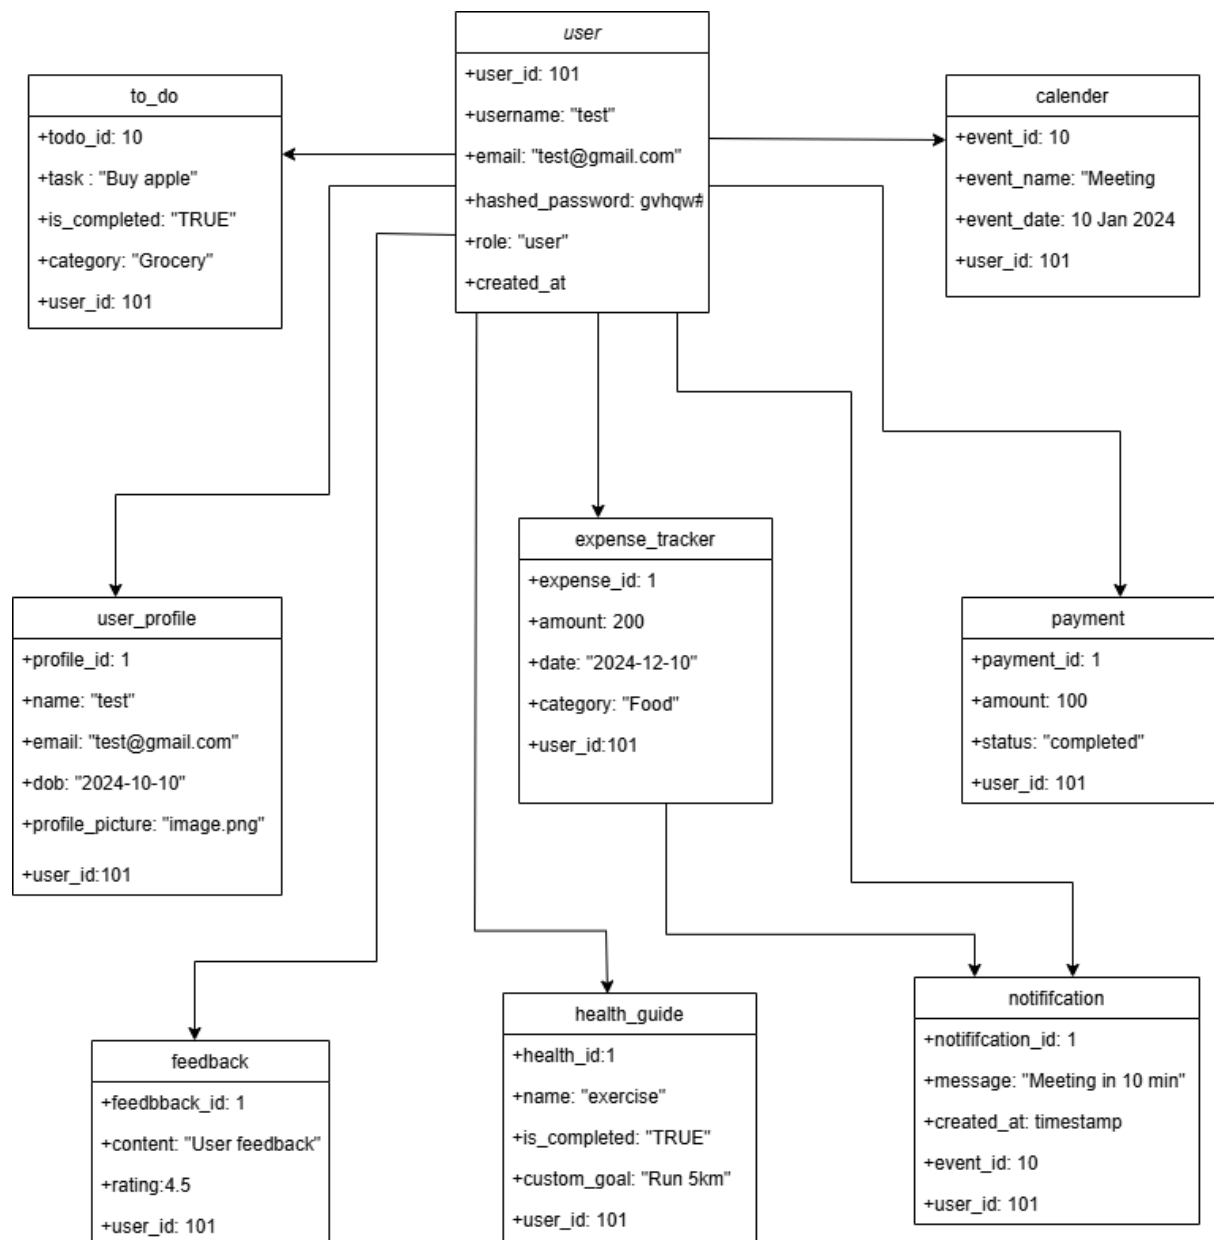 user
+user_id: 101
+username: "test"
+email: "test@gmail.com"
+hashed_password: gvhqw#
+role: "user"
+created_at
to_do
+todo_id: 10
+task : "Buy apple"
+is_completed: "TRUE"
+category: "Grocery"
+user_id: 101
calender
+event_id: 10
+event_name: "Meeting
+event_date: 10 Jan 2024
+user_id: 101
expense_tracker
+expense_id: 1
+amount: 200
+date: "2024-12-10"
+category: "Food"
+user_id:101
user_profile
+profile_id: 1
+name: "test"
+email: "test@gmail.com"
+dob: "2024-10-10"
+profile_picture: "image.png"
+user_id:101
payment
+payment_id: 1
+amount: 100
+status: "completed"
+user_id: 101
feedback
+feedbback_id: 1
+content: "User feedback"
+rating:4.5
+user_id: 101
health_guide
+health_id:1
+name: "exercise"
+is_completed: "TRUE"
+custom_goal: "Run 5km"
+user_id: 101
notififcation
+notififcation_id: 1
+message: "Meeting in 10 min"
+created_at: timestamp
+event_id: 10
+user_id: 101